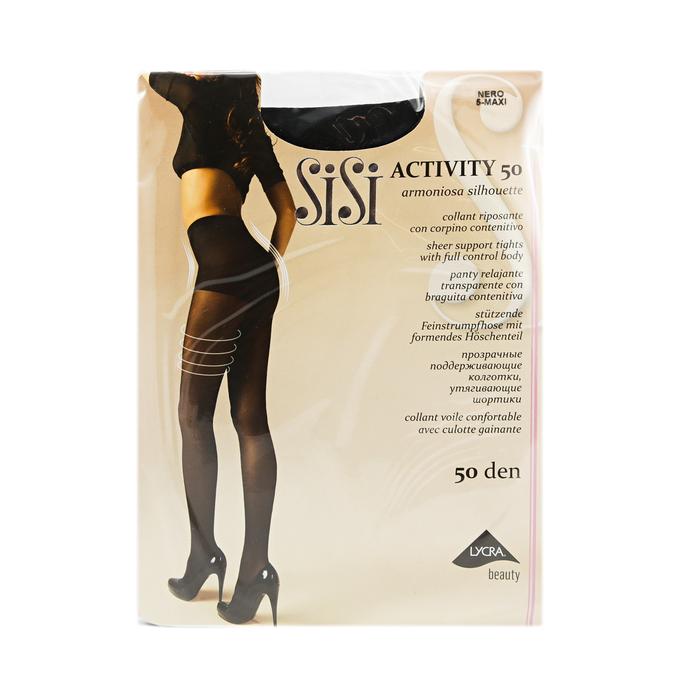 NERO
5-MAXI
SiSi
ACTIVITY 50
armoniosa silhouette
collant riposante
con corpino contenitivo
sheer support tights
with full control body
panty relajante
transparente con
braguita contenitiva
stützende
Feinstrumpfhose mit
formendes Höschenteil
прозрачные
поддерживающие
колготки,
утягивающие
шортики
collant voile confortable
avec culotte gainante
50 den
LYCRA
beauty